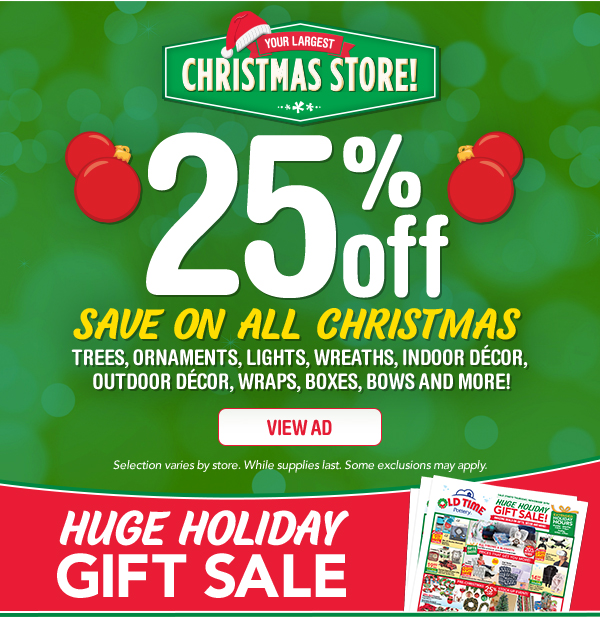 YOUR LARGEST
CHRISTMAS STORE!
25%
off
SAVE ON ALL CHRISTMAS
TREES, ORNAMENTS, LIGHTS, WREATHS, INDOOR DÉCOR,
OUTDOOR DÉCOR, WRAPS, BOXES, BOWS AND MORE!
VIEW AD
Selection varies by store. While supplies last. Some exclusions may apply.
HUGE HOLIDAY
GIFT SALE
OLD TIME
Pottery
HUGE HOLIDAY
GIFT SALE!
HOLIDAY
HOURS